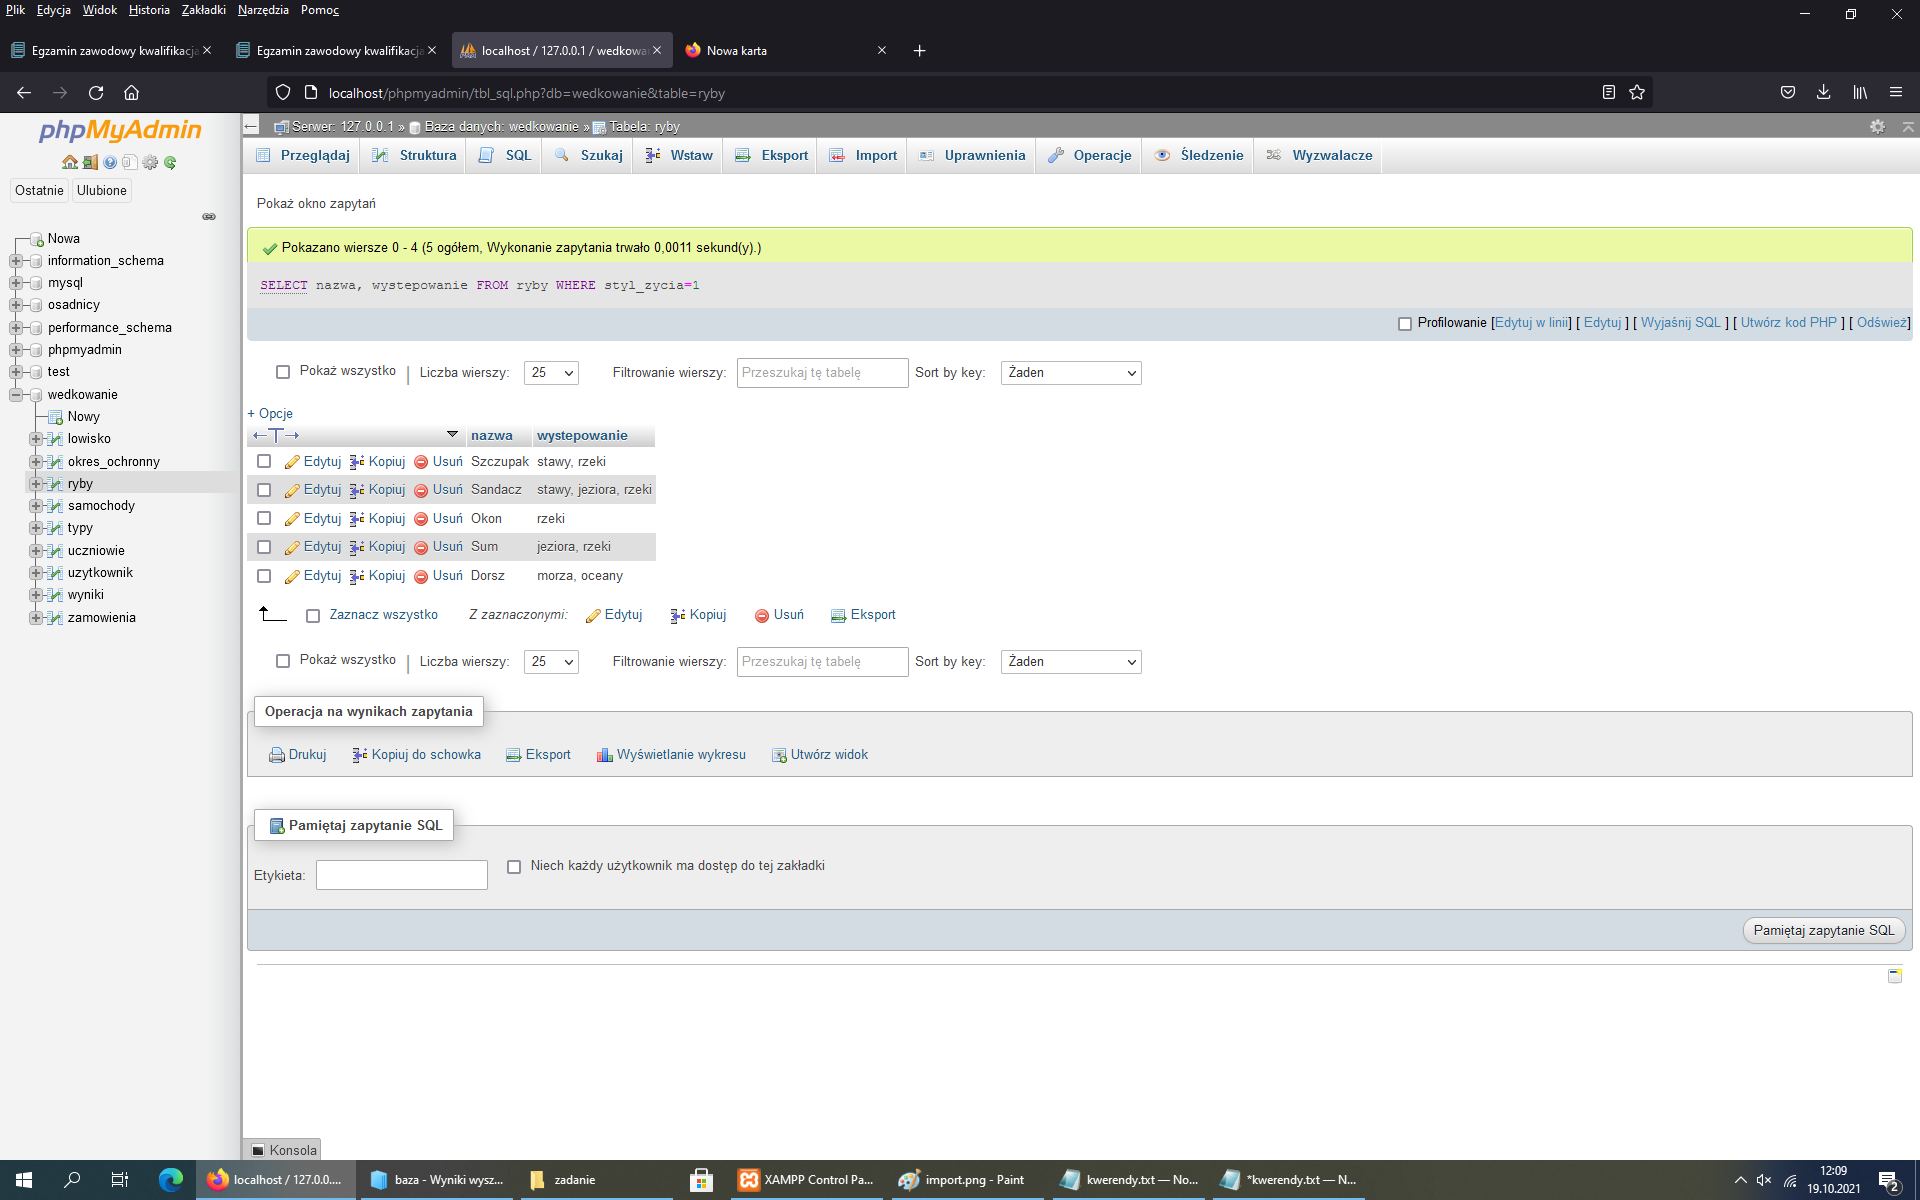 Plik Edycja Widok Historia Zakładki Narzędzia Pomoc
Egzamin zawodowy kwalifikacja
Egzamin zawodowy kwalifikacja
localhost / 127.0.0.1 / wedkowa
Nowa karta
localhost/phpmyadmin/tbl_sql.php?db=wedkowanie&table=ryby
phpMyAdmin
Ostatnie Ulubione
Nowa
information_schema
mysql
osadnicy
performance_schema
phpmyadmin
test
wedkowanie
Nowy
lowisko
okres_ochronny
ryby
samochody
typy
uczniowie
uzytkownik
wyniki
zamowienia
Serwer: 127.0.0.1 » Baza danych: wedkowanie » Tabela: ryby
Przeglądaj Struktura SQL Szukaj Wstaw Eksport Import Uprawnienia Operacje Śledzenie Wyzwalacze
Pokaż okno zapytań
Pokazano wiersze 0 - 4 (5 ogółem, Wykonanie zapytania trwało 0,0011 sekund(y).)
SELECT nazwa, wystepowanie FROM ryby WHERE styl_zycia=1
Profilowanie [Edytuj w linii] [ Edytuj ] [ Wyjaśnij SQL ] [ Utwórz kod PHP ] [ Odśwież]
Pokaż wszystko | Liczba wierszy: 25 Filtrowanie wierszy: Przeszukaj tę tabelę Sort by key: Żaden
+ Opcje
←T→ nazwa wystepowanie
Edytuj Kopiuj Usuń Szczupak stawy, rzeki
Edytuj Kopiuj Usuń Sandacz stawy, jeziora, rzeki
Edytuj Kopiuj Usuń Okon rzeki
Edytuj Kopiuj Usuń Sum jeziora, rzeki
Edytuj Kopiuj Usuń Dorsz morza, oceany
Zaznacz wszystko Z zaznaczonymi: Edytuj Kopiuj Usuń Eksport
Pokaż wszystko | Liczba wierszy: 25 Filtrowanie wierszy: Przeszukaj tę tabelę Sort by key: Żaden
Operacja na wynikach zapytania
Drukuj Kopiuj do schowka Eksport Wyświetlanie wykresu Utwórz widok
Pamiętaj zapytanie SQL
Etykieta: Niech każdy użytkownik ma dostęp do tej zakładki
Pamiętaj zapytanie SQL
Konsola
localhost / 127.0.0....
baza - Wyniki wysz...
zadanie
XAMPP Control Pa...
import.png - Paint
kwerendy.txt — No...
*kwerendy.txt — N...
12:09
19.10.2021
2